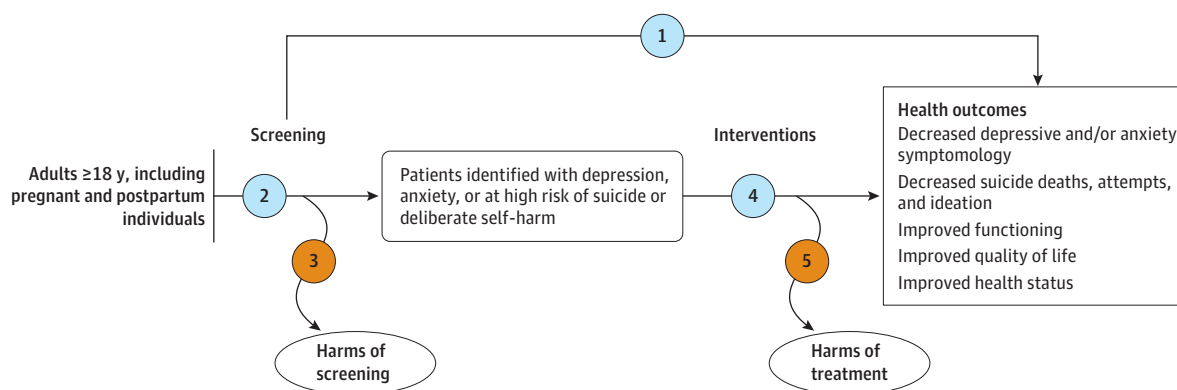 1
Screening
Interventions
Adults ≥18 y, including
pregnant and postpartum
individuals
2
Patients identified with depression,
anxiety, or at high risk of suicide or
deliberate self-harm
4
Health outcomes
Decreased depressive and/or anxiety
symptomology
Decreased suicide deaths, attempts,
and ideation
Improved functioning
Improved quality of life
Improved health status
3
5
Harms of
screening
Harms of
treatment